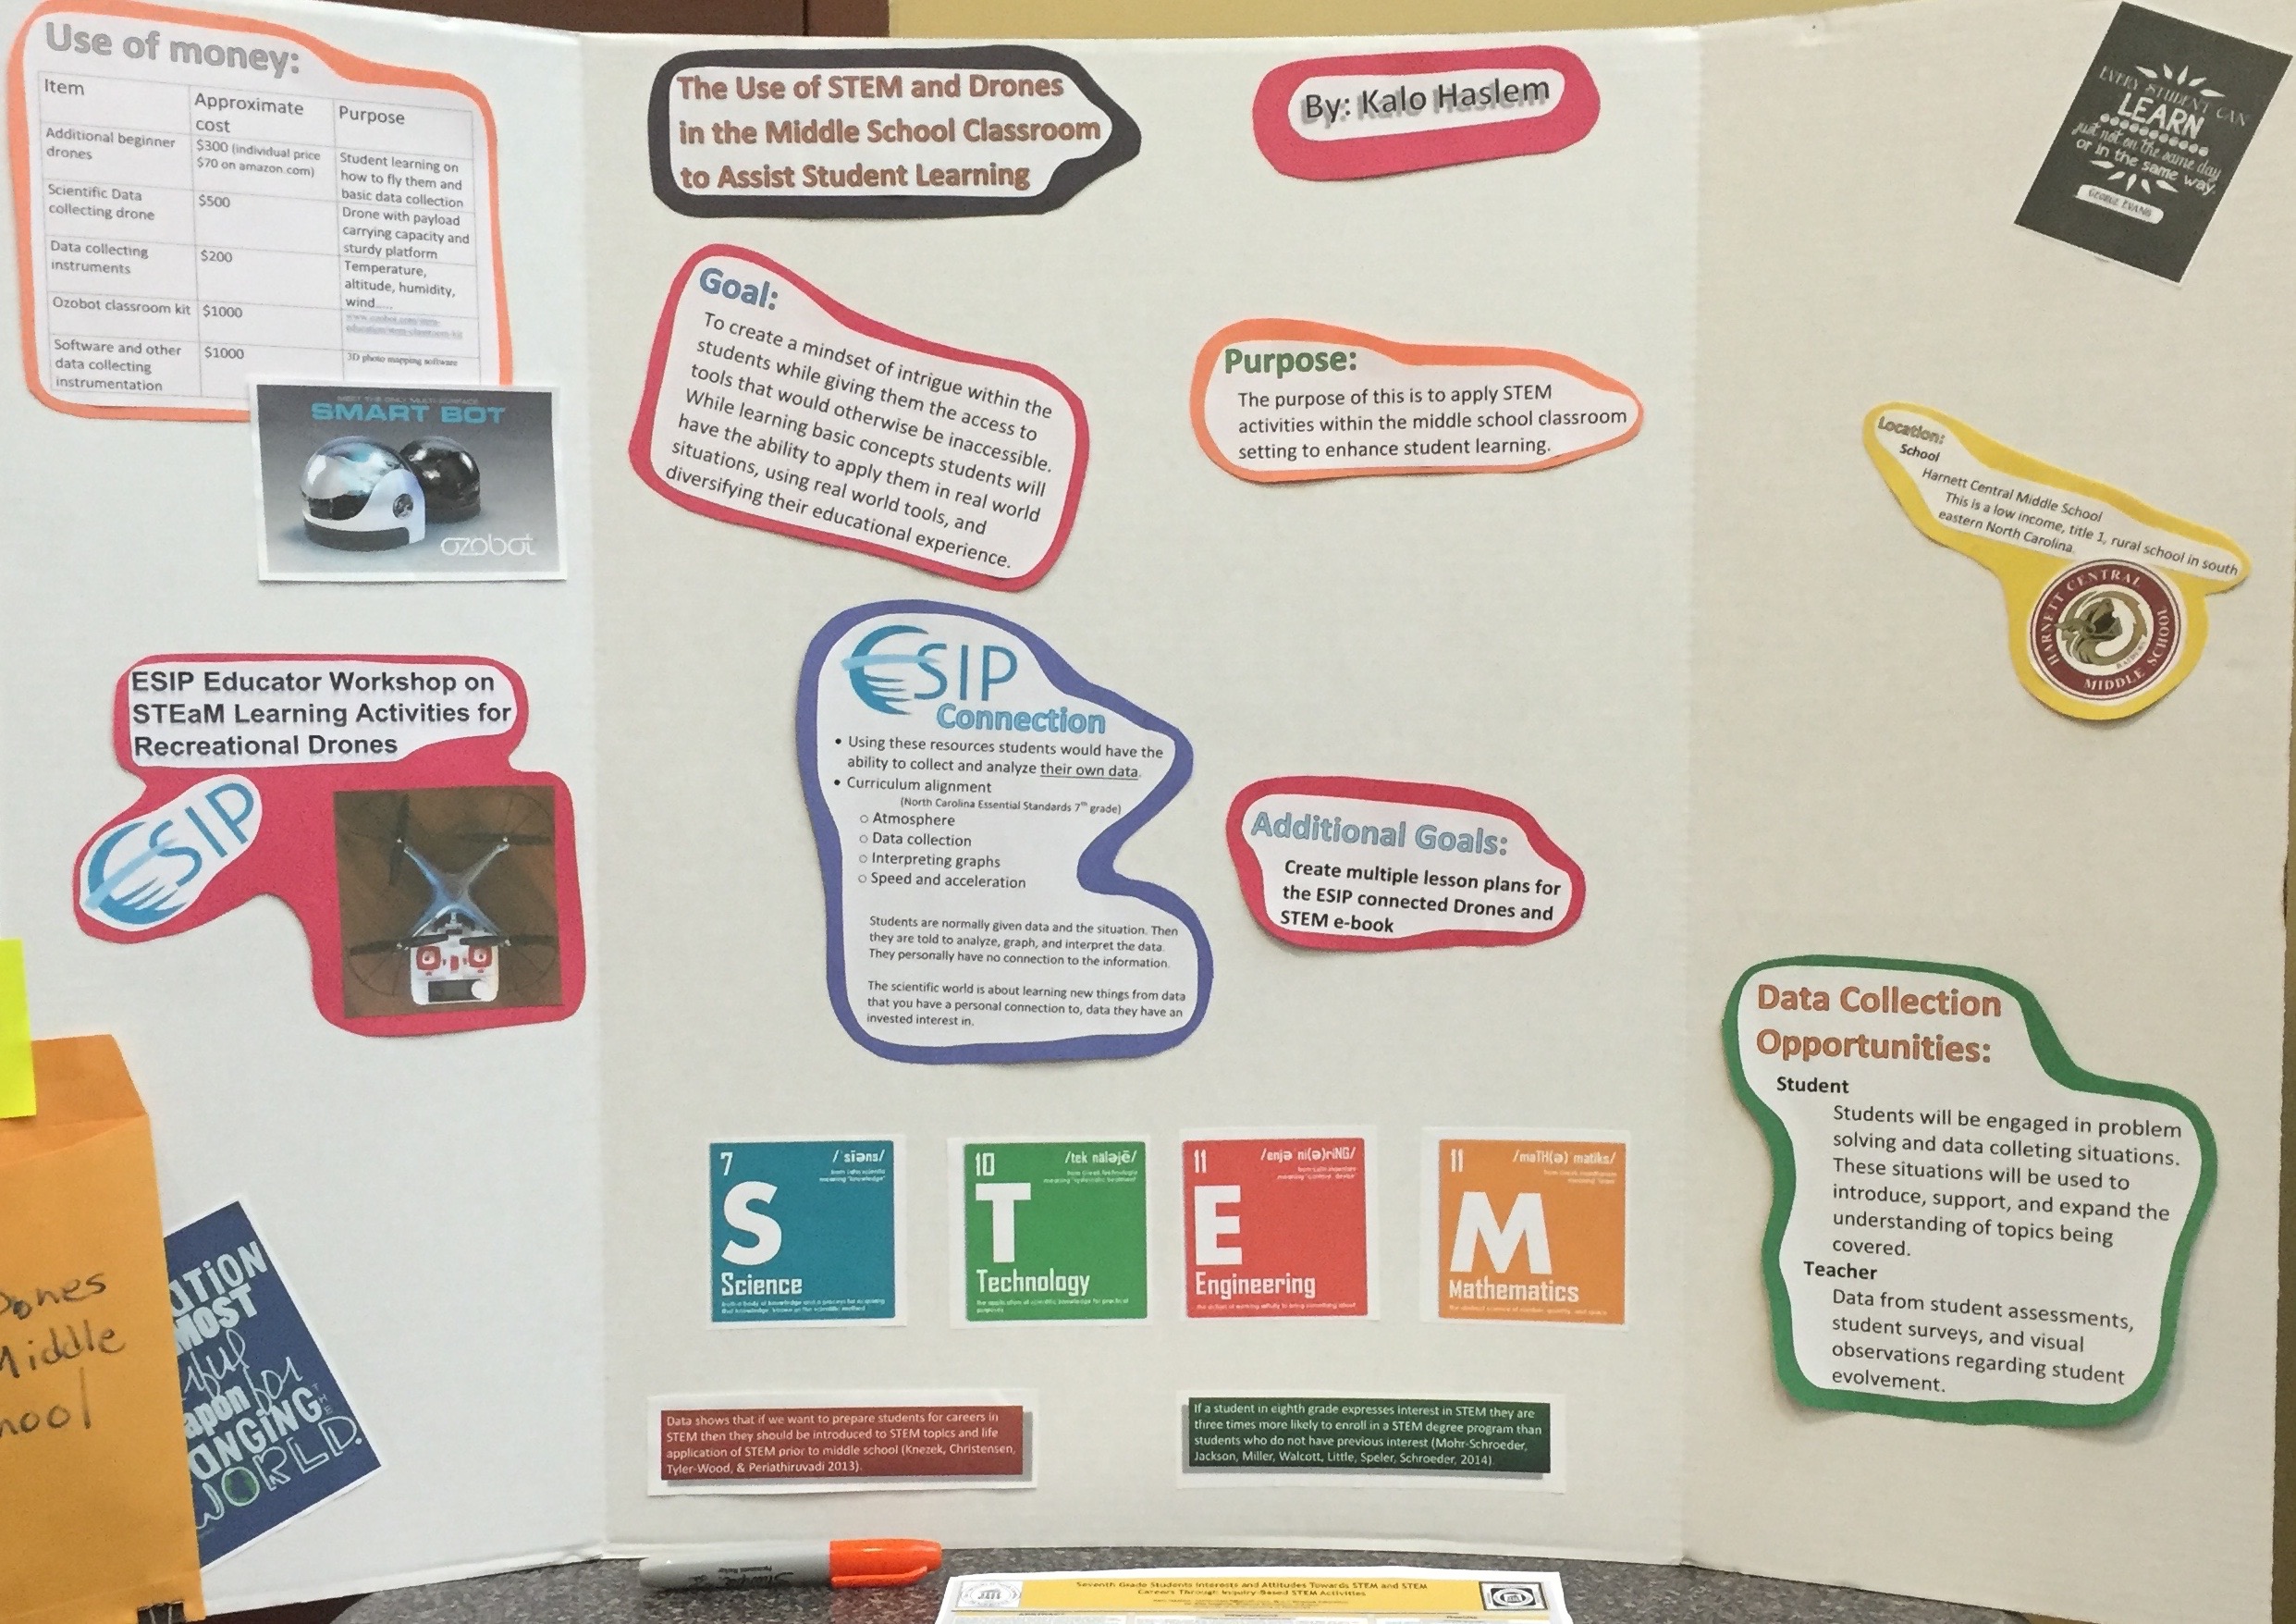 Use of money:
Item
Approximate
cost
Purpose
Additional beginner
drones
$300 (individual price
$70 on amazon.com)
Student learning on
how to fly them and
basic data collection
Scientific Data
collecting drone
$500
Drone with payload
carrying capacity and
sturdy platform
Data collecting
instruments
$200
Temperature,
altitude, humidity,
wind.....
Ozobot classroom kit
$1000
Software and other
data collecting
instrumentation
$1000
3D photo mapping software
SMART BOT
ozobot
ESIP Educator Workshop on
STEaM Learning Activities for
Recreational Drones
ESIP
Middle
MOST
WORLD
The Use of STEM and Drones
in the Middle School Classroom
to Assist Student Learning
By: Kalo Haslem
Goal:
To create a mindset of intrigue within the
students while giving them the access to
tools that would otherwise be inaccessible.
While learning basic concepts students will
have the ability to apply them in real world
situations, using real world tools, and
diversifying their educational experience.
Purpose:
The purpose of this is to apply STEM
activities within the middle school classroom
setting to enhance student learning.
ESIP
Connection
• Using these resources students would have the
ability to collect and analyze their own data.
• Curriculum alignment
(North Carolina Essential Standards 7th grade)
o Atmosphere
o Data collection
o Interpreting graphs
o Speed and acceleration
Students are normally given data and the situation. Then
they are told to analyze, graph, and interpret the data.
They personally have no connection to the information.
The scientific world is about learning new things from data
that you have a personal connection to, data they have an
invested interest in.
Additional Goals:
Create multiple lesson plans for
the ESIP connected Drones and
STEM e-book
7
/ˈsīəns/
S
Science
10
/tek näləjē/
T
Technology
11
/enjə ni(ə)riNG/
E
Engineering
11
/maTH(ə) matiks/
M
Mathematics
Data shows that if we want to prepare students for careers in
STEM then they should be introduced to STEM topics and life
application of STEM prior to middle school (Knezek, Christensen,
Tyler-Wood, & Periathiruvadi 2013).
If a student in eighth grade expresses interest in STEM they are
three times more likely to enroll in a STEM degree program than
students who do not have previous interest (Mohr-Schroeder,
Jackson, Miller, Walcott, Little, Speler, Schroeder, 2014).
EVERY STUDENT CAN
LEARN
just not on the same day,
or in the same way.
GEORGE EVANS
Location:
School
Harnett Central Middle School
This is a low income, title 1, rural school in south
eastern North Carolina.
HARNETT CENTRAL
MIDDLE SCHOOL
RAIDERS
Data Collection
Opportunities:
Student
Students will be engaged in problem
solving and data colleting situations.
These situations will be used to
introduce, support, and expand the
understanding of topics being
covered.
Teacher
Data from student assessments,
student surveys, and visual
observations regarding student
evolvement.
Sharpie
Seventh Grade Students Interests and Attitudes Towards STEM and STEM
Careers Through Inquiry-Based STEM Activities